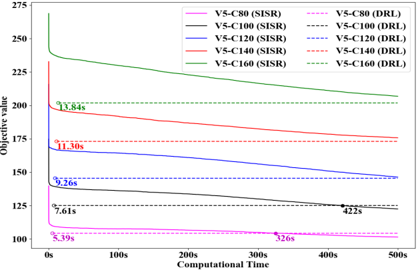 275
250
225
200
175
150
125
100
Objective value
V5-C80 (SISR)
V5-C100 (SISR)
V5-C120 (SISR)
V5-C140 (SISR)
V5-C160 (SISR)
V5-C80 (DRL)
V5-C100 (DRL)
V5-C120 (DRL)
V5-C140 (DRL)
V5-C160 (DRL)
13.84s
11.30s
9.26s
7.61s
422s
5.39s
326s
0s 100s 200s 300s 400s 500s
Computational Time